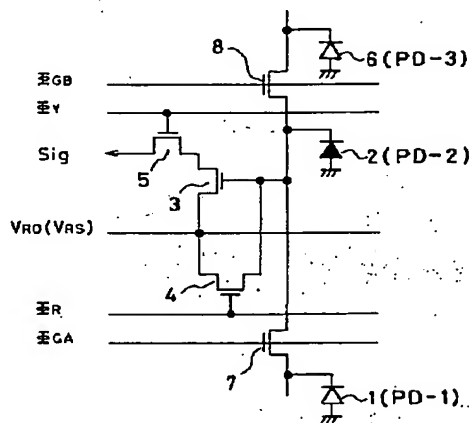 8
6(PD-3)
ΦGB
ΦY
Sig
5
3
2(PD-2)
VRD(VRS)
4
ΦR
ΦGA
7
1(PD-1)